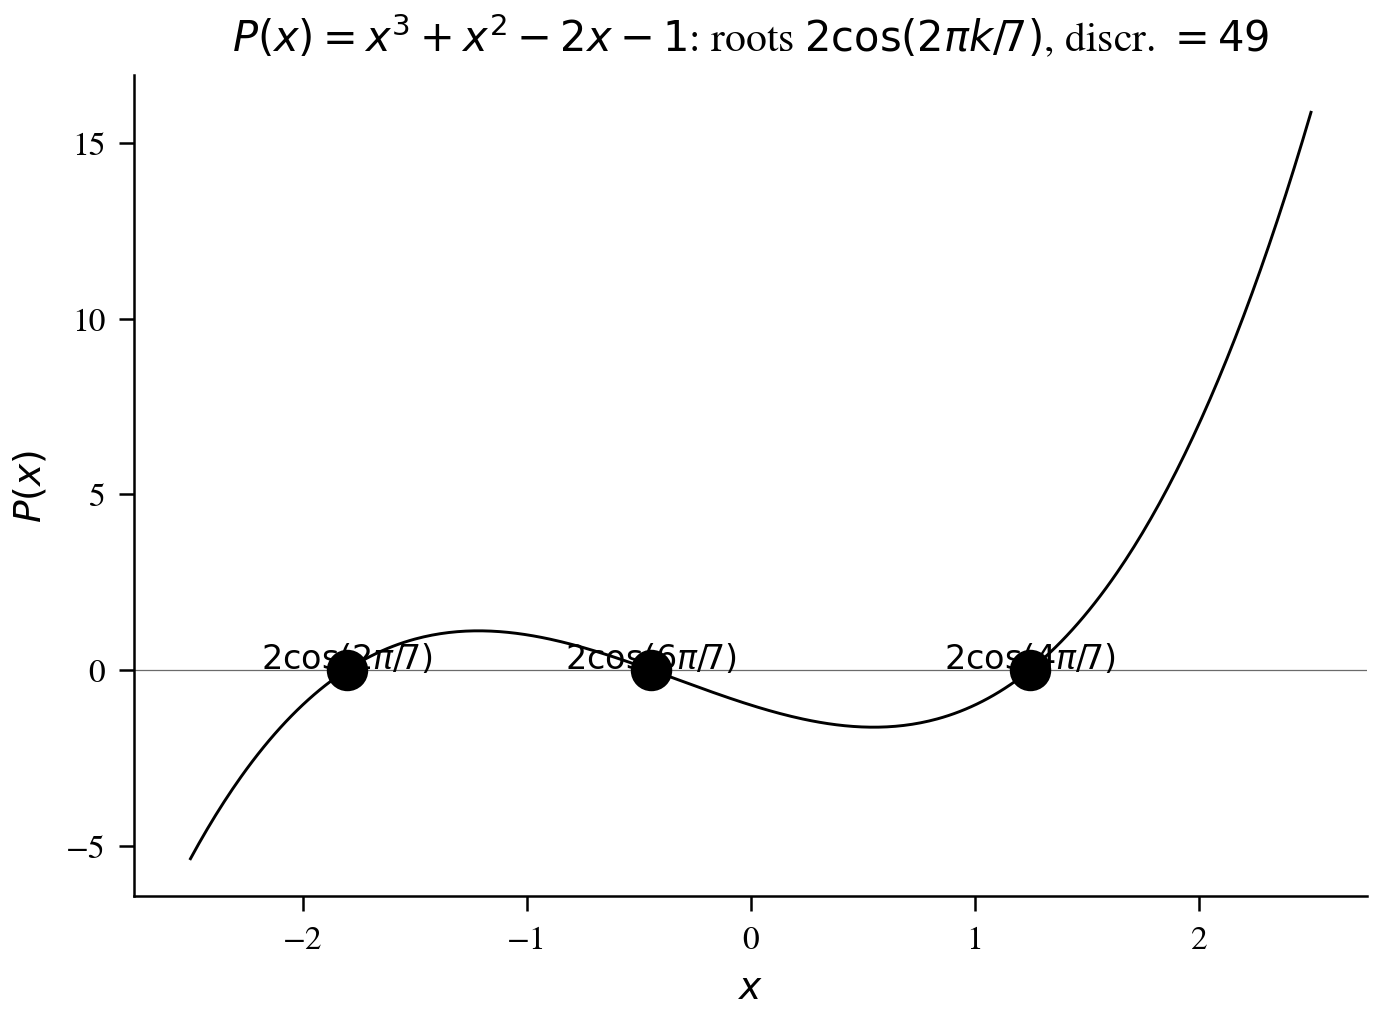 P(x) = x³ + x² − 2x − 1: roots 2cos(2πk/7), discr. = 49
15
10
5
0
−5
P(x)
2cos(2π/7)
2cos(6π/7)
2cos(4π/7)
−2
−1
0
1
2
x